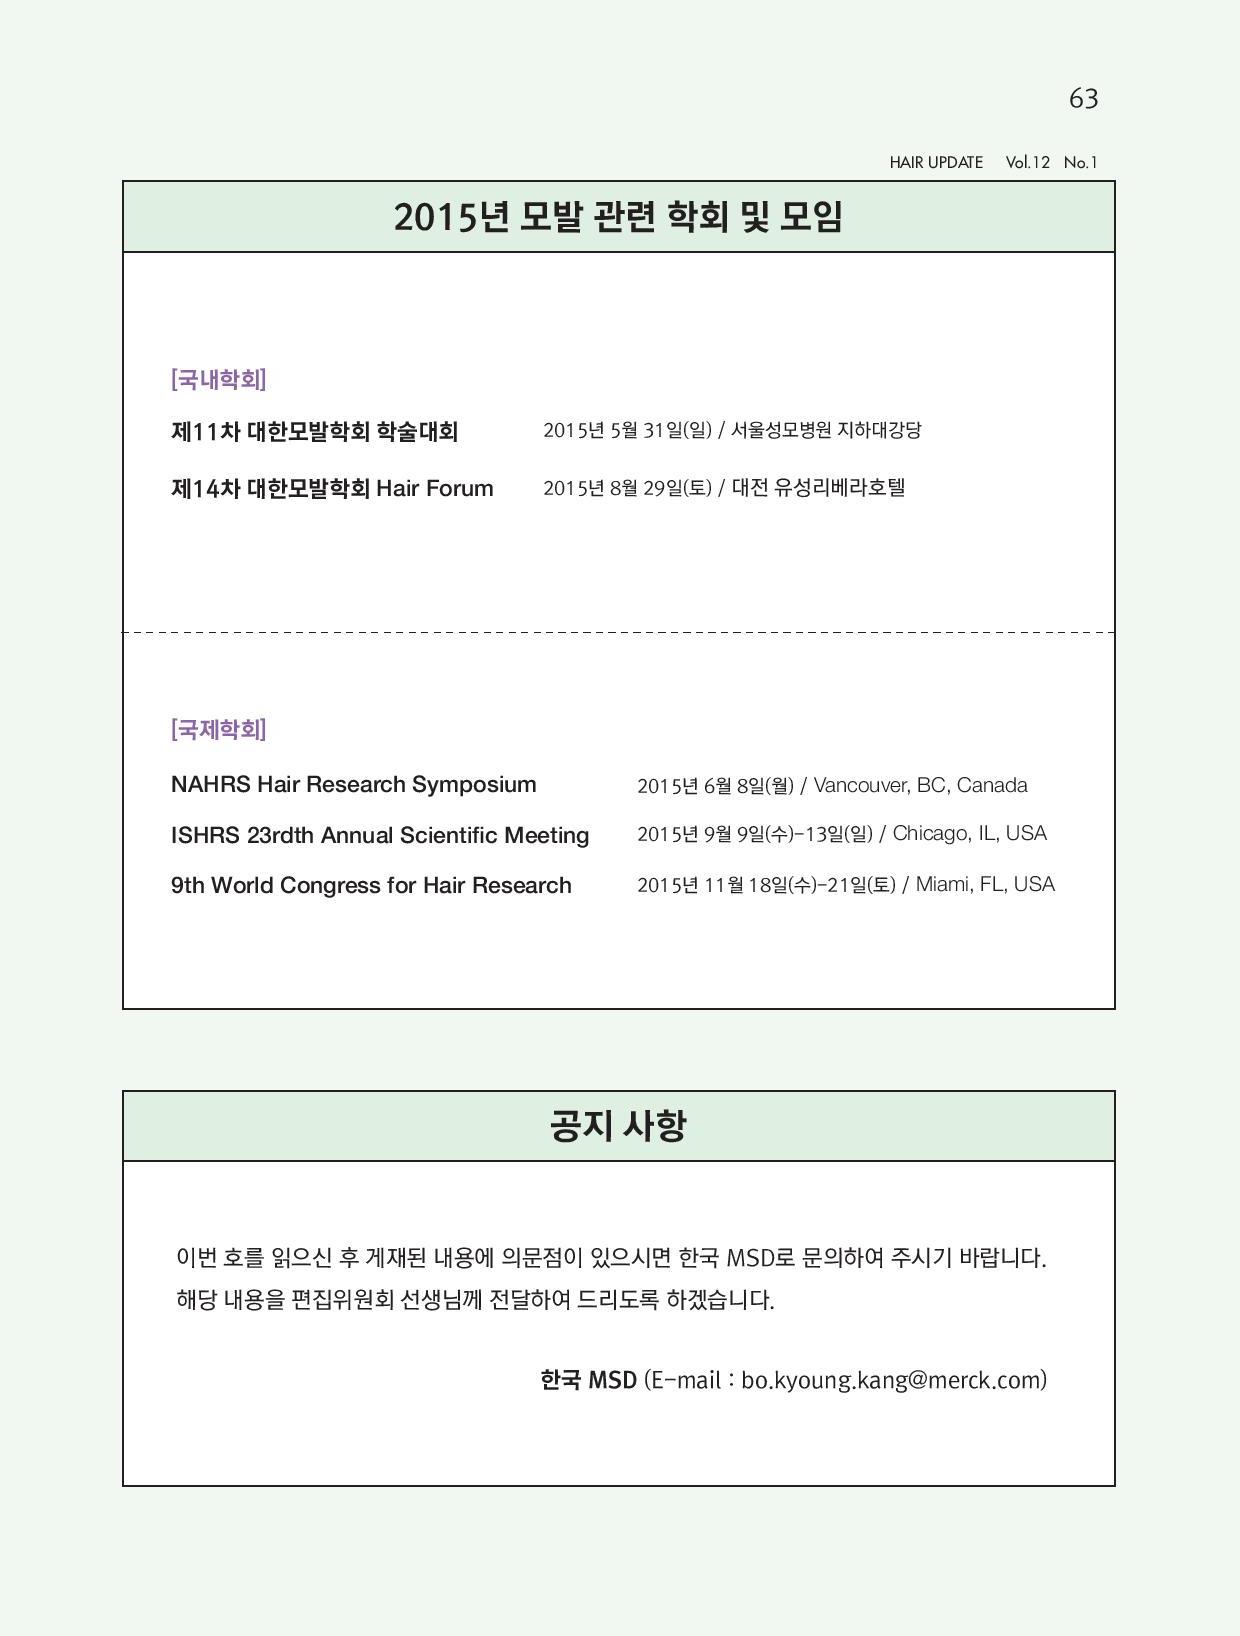 63
HAIR UPDATE Vol.12 No.1
2015년 모발 관련 학회 및 모임
[국내학회]
제11차 대한모발학회 학술대회 2015년 5월 31일(일) / 서울성모병원 지하대강당
제14차 대한모발학회 Hair Forum 2015년 8월 29일(토) / 대전 유성리베라호텔
[국제학회]
NAHRS Hair Research Symposium 2015년 6월 8일(월) / Vancouver, BC, Canada
ISHRS 23rdth Annual Scientific Meeting 2015년 9월 9일(수)-13일(일) / Chicago, IL, USA
9th World Congress for Hair Research 2015년 11월 18일(수)-21일(토) / Miami, FL, USA
공지 사항
이번 호를 읽으신 후 게재된 내용에 의문점이 있으시면 한국 MSD로 문의하여 주시기 바랍니다.
해당 내용을 편집위원회 선생님께 전달하여 드리도록 하겠습니다.
한국 MSD (E-mail : bo.kyoung.kang@merck.com)